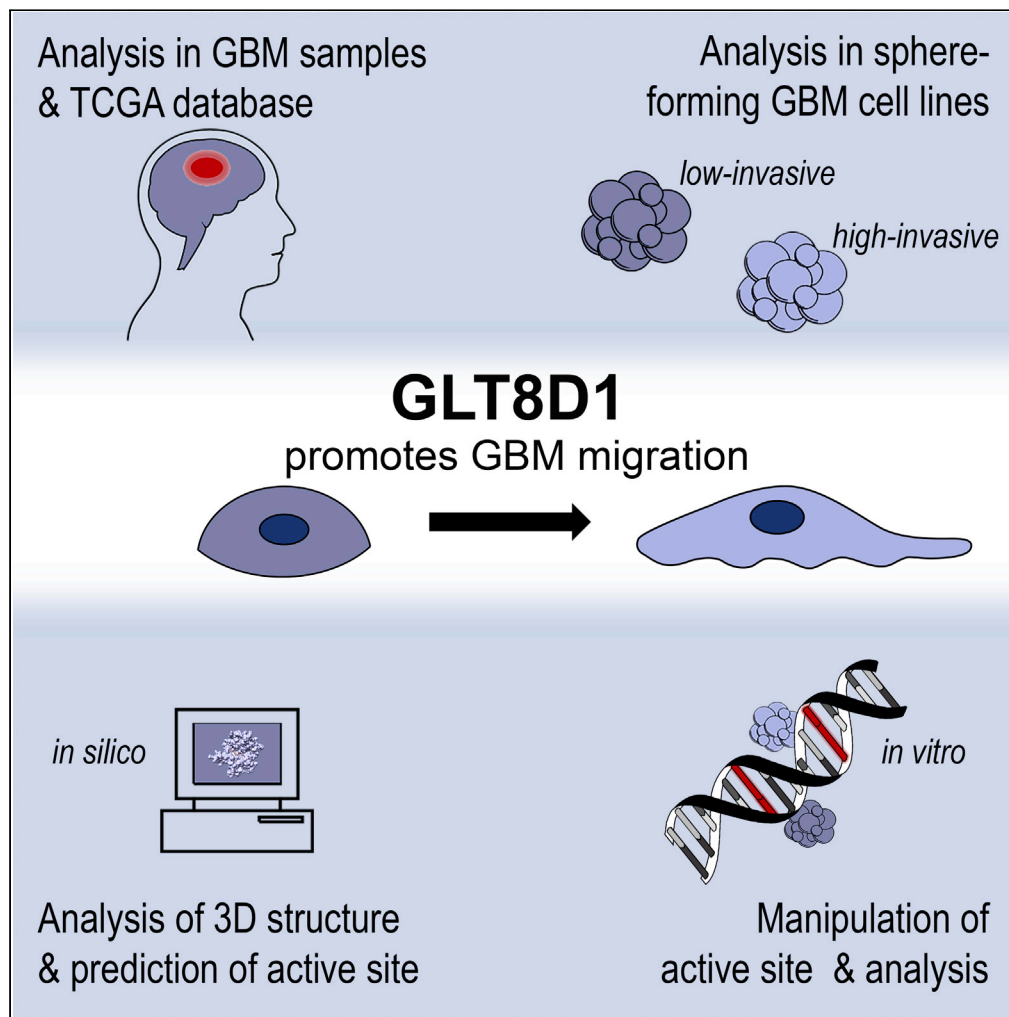 Analysis in GBM samples
& TCGA database
Analysis in sphere-
forming GBM cell lines
low-invasive
high-invasive
GLT8D1
promotes GBM migration
in silico
in vitro
Analysis of 3D structure
& prediction of active site
Manipulation of
active site & analysis